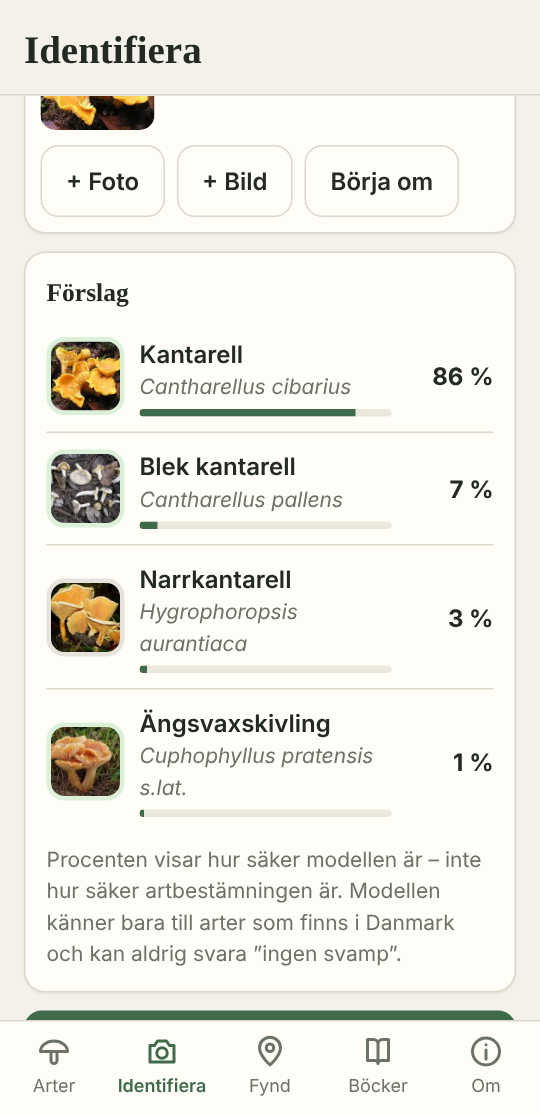 Identifiera
+ Foto
+ Bild
Börja om
Förslag
Kantarell
Cantharellus cibarius
86 %
Blek kantarell
Cantharellus pallens
7 %
Narrkantarell
Hygrophoropsis
aurantiaca
3 %
Ängsvaxskivling
Cuphophyllus pratensis
s.lat.
1 %
Procenten visar hur säker modellen är – inte
hur säker artbestämningen är. Modellen
känner bara till arter som finns i Danmark
och kan aldrig svara ”ingen svamp”.
Arter
Identifiera
Fynd
Böcker
Om